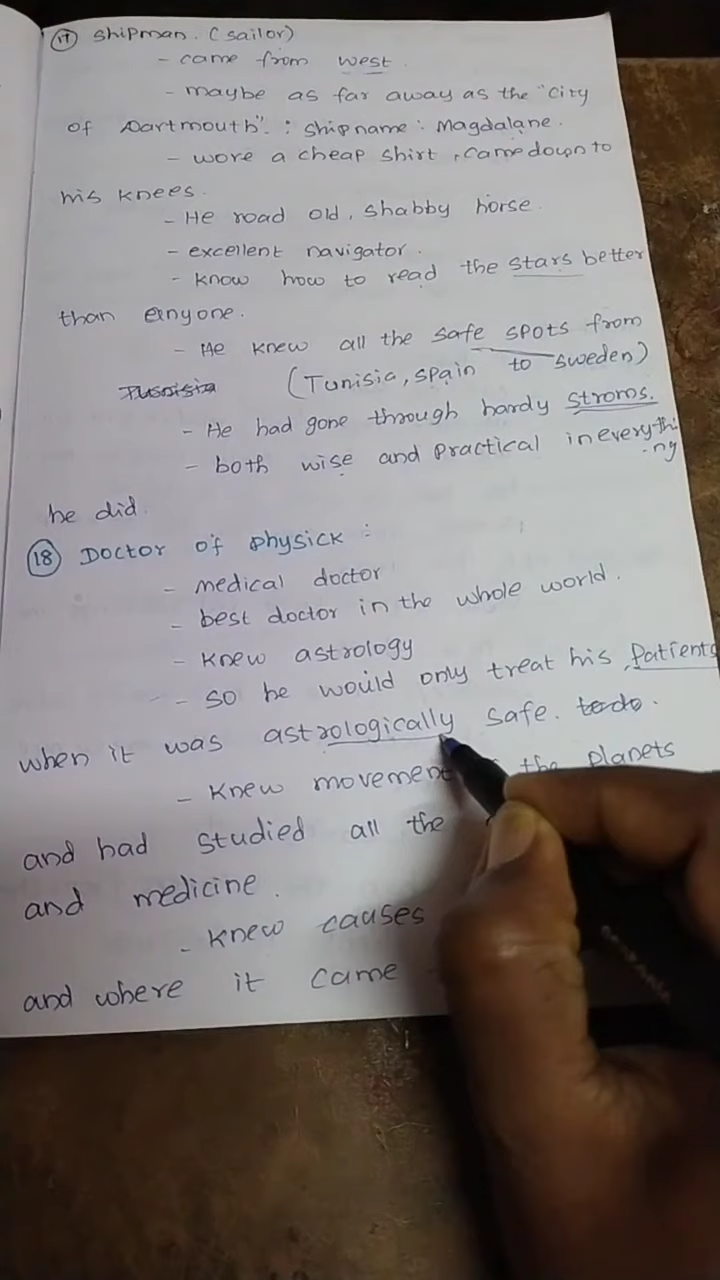 17 Shipman. (sailor)
- came from west.
- maybe as far away as the "City
of Dartmouth". : Shipname : Magdalane.
- wore a cheap shirt, came down to
his knees.
- He road old, shabby horse.
- excellent navigator.
- know how to read the stars better
than anyone.
- He knew all the safe spots from
(Tunisia, spain to sweden)
- He had gone through hardy stroms.
- both wise and practical in everythi
-ng
he did.
18 Doctor of physick :
- medical doctor
- best doctor in the whole world.
- knew astrology
- so he would only treat his patients
when it was astrologically safe. to do.
- knew movement the planets
and had studied all the
and medicine.
- knew causes
and where it came